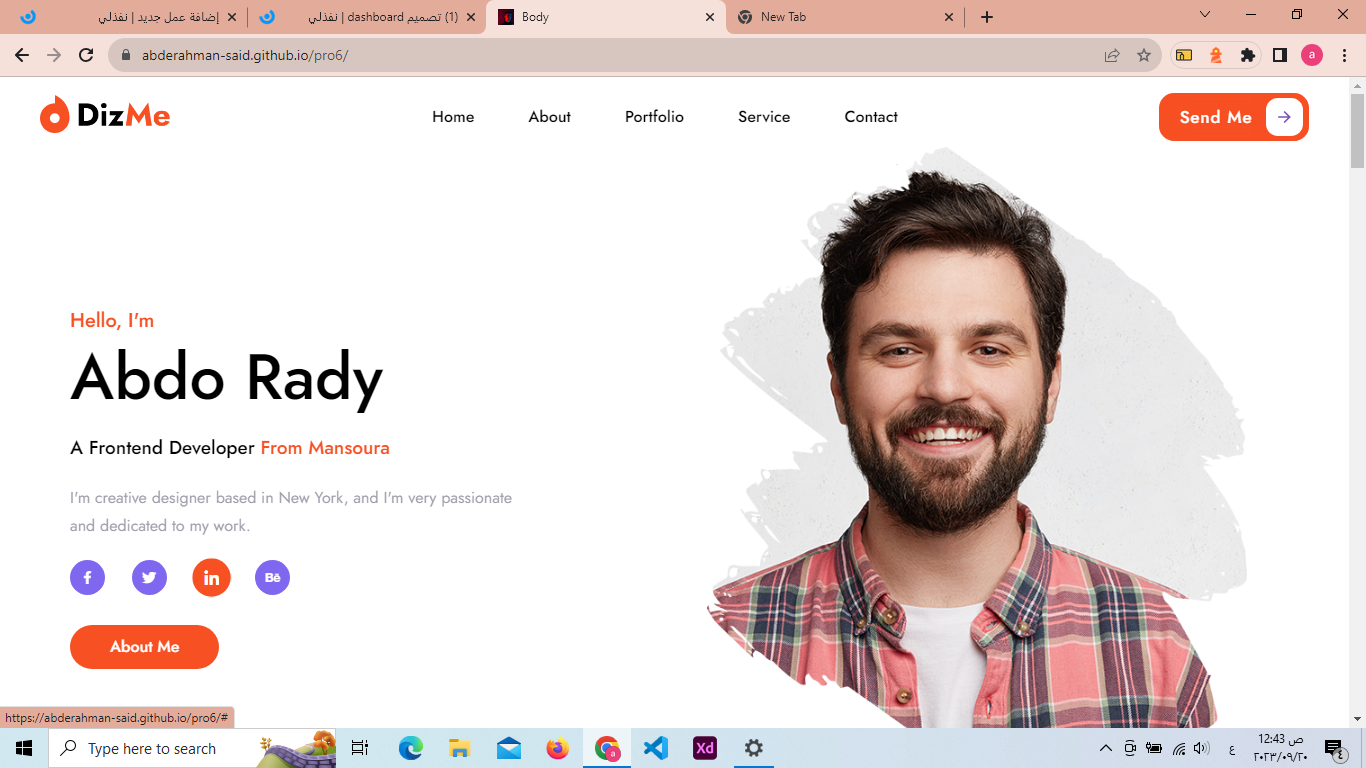 إضافة عمل جديد | نفذلي
(1) تصميم dashboard | نفذلي
Body
New Tab
abderahman-said.github.io/pro6/
a
DizMe
Home
About
Portfolio
Service
Contact
Send Me
Hello, I'm
Abdo Rady
A Frontend Developer From Mansoura
I'm creative designer based in New York, and I'm very passionate
and dedicated to my work.
f
in
Bē
About Me
https://abderahman-said.github.io/pro6/#
Type here to search
a
Xd
ع
12:43 ص
٢٠٢٣/٠٩/٢٠
٤